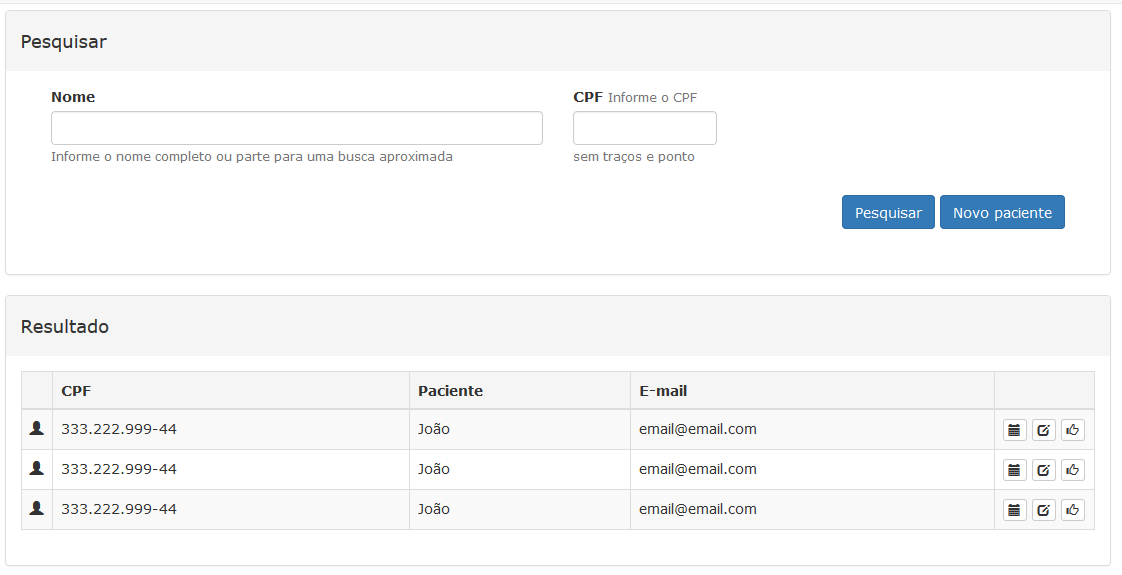 Pesquisar
Nome
CPF Informe o CPF
Informe o nome completo ou parte para uma busca aproximada
sem traços e ponto
Pesquisar
Novo paciente
Resultado
CPF Paciente E-mail
333.222.999-44 João email@email.com
333.222.999-44 João email@email.com
333.222.999-44 João email@email.com